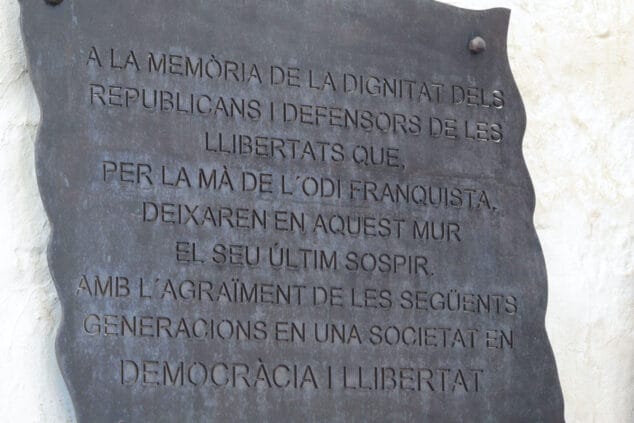 A LA MEMÒRIA DE LA DIGNITAT DELS
REPUBLICANS I DEFENSORS DE LES
LLIBERTATS QUE,
PER LA MÀ DE L´ODI FRANQUISTA,
DEIXAREN EN AQUEST MUR
EL SEU ÚLTIM SOSPIR.
AMB L´AGRAÏMENT DE LES SEGÜENTS
GENERACIONS EN UNA SOCIETAT EN
DEMOCRÀCIA I LLIBERTAT